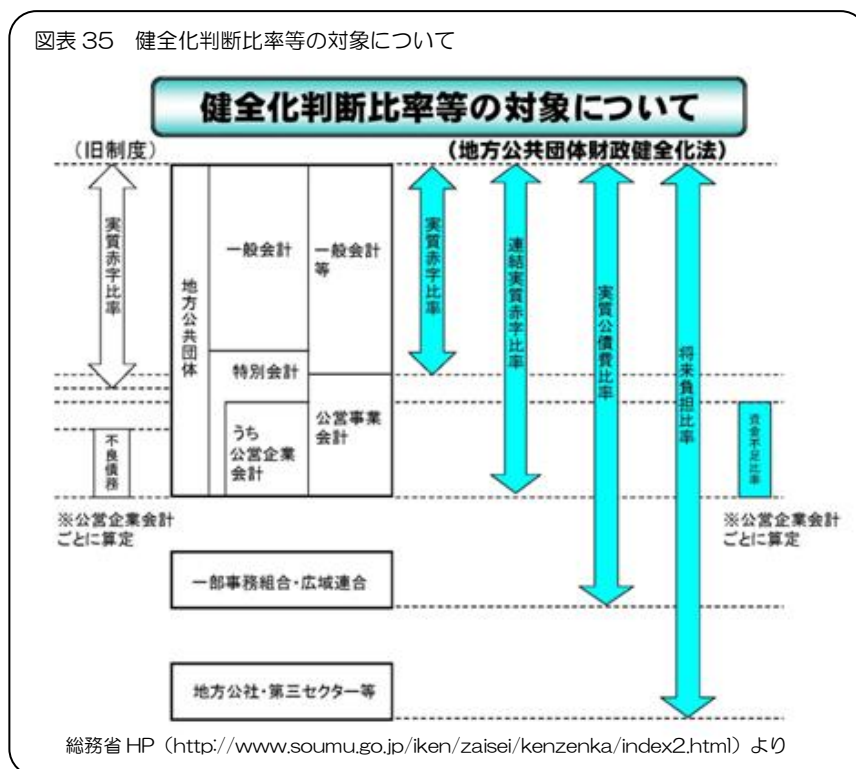 図表 35　健全化判断比率等の対象について
健全化判断比率等の対象について
(旧制度)
(地方公共団体財政健全化法)
実質赤字比率
不良債務
※公営企業会計
ごとに算定
地方公共団体
一般会計
特別会計
うち
公営企業
会計
一般会計
等
公営事業
会計
実質赤字比率
連結実質赤字比率
実質公債費比率
将来負担比率
資金不足比率
※公営企業会計
ごとに算定
一部事務組合・広域連合
地方公社・第三セクター等
総務省 HP（http://www.soumu.go.jp/iken/zaisei/kenzenka/index2.html）より